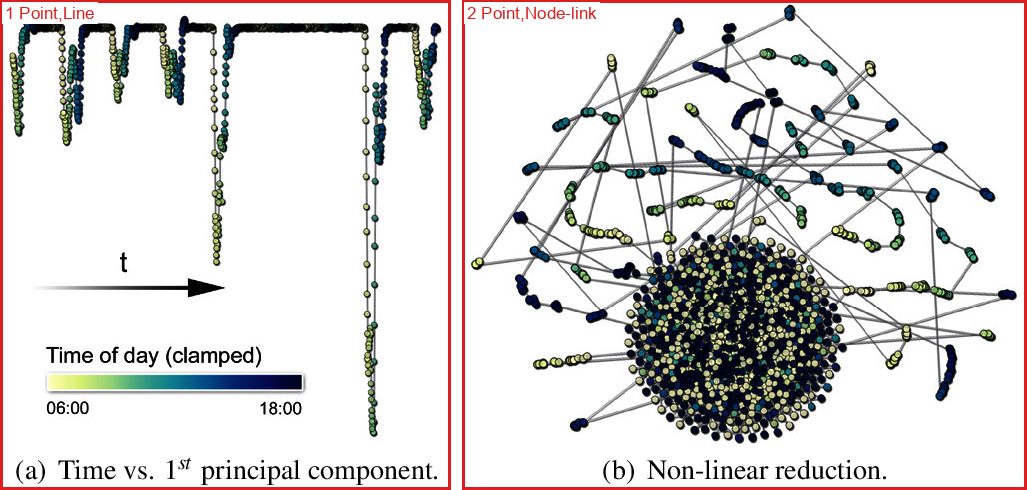 1 Point,Line
2 Point,Node-link
t
Time of day (clamped)
06:00 18:00
(a) Time vs. 1st principal component.
(b) Non-linear reduction.